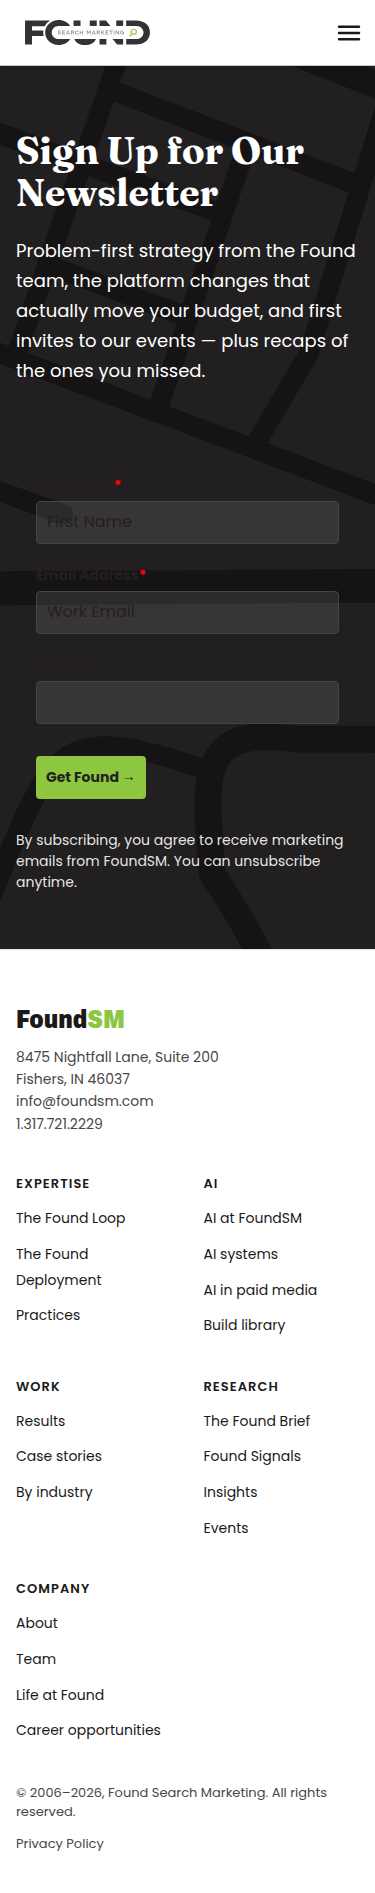 FOUND
SEARCH MARKETING
Sign Up for Our
Newsletter
Problem-first strategy from the Found
team, the platform changes that
actually move your budget, and first
invites to our events — plus recaps of
the ones you missed.
*
First Name
Email Address*
Work Email
Get Found →
By subscribing, you agree to receive marketing
emails from FoundSM. You can unsubscribe
anytime.
FoundSM
8475 Nightfall Lane, Suite 200
Fishers, IN 46037
info@foundsm.com
1.317.721.2229
EXPERTISE
The Found Loop
The Found
Deployment
Practices
AI
AI at FoundSM
AI systems
AI in paid media
Build library
WORK
Results
Case stories
By industry
RESEARCH
The Found Brief
Found Signals
Insights
Events
COMPANY
About
Team
Life at Found
Career opportunities
© 2006–2026, Found Search Marketing. All rights
reserved.
Privacy Policy